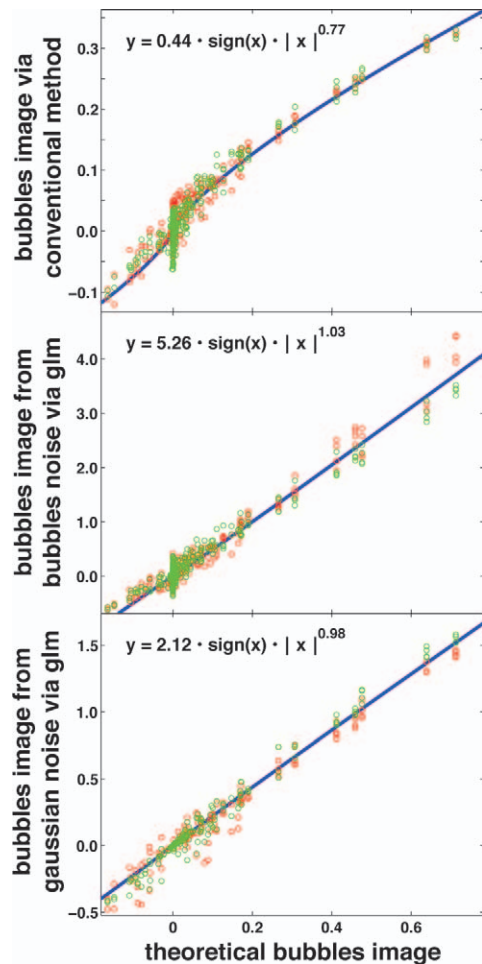 bubbles image via
conventional method
0.3
0.2
0.1
0.0
−0.1
y = 0.44 · sign(x) · | x |^0.77
bubbles image from
bubbles noise via glm
4.0
3.0
2.0
1.0
0.0
y = 5.26 · sign(x) · | x |^1.03
bubbles image from
gaussian noise via glm
1.5
1.0
0.5
0.0
−0.5
y = 2.12 · sign(x) · | x |^0.98
0 0.2 0.4 0.6
theoretical bubbles image